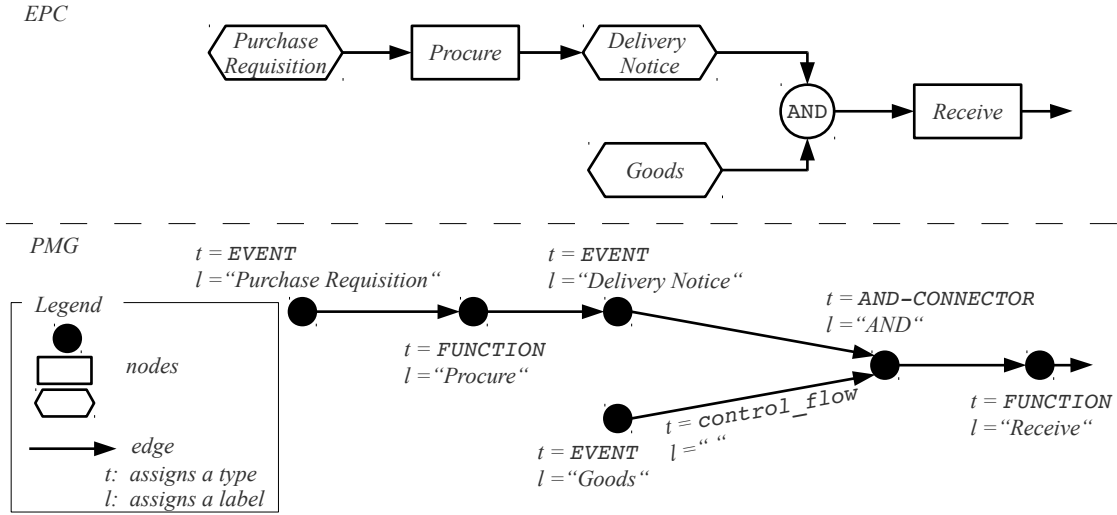 EPC
Purchase
Requisition
Procure
Delivery
Notice
AND
Receive
Goods
PMG
t = EVENT
l =“Purchase Requisition“
t = EVENT
l =“Delivery Notice“
t = AND-CONNECTOR
l =“AND“
t = FUNCTION
l =“Procure“
t = control_flow
l =“ “
t = EVENT
l =“Goods“
t = FUNCTION
l =“Receive“
Legend
nodes
edge
t: assigns a type
l: assigns a label